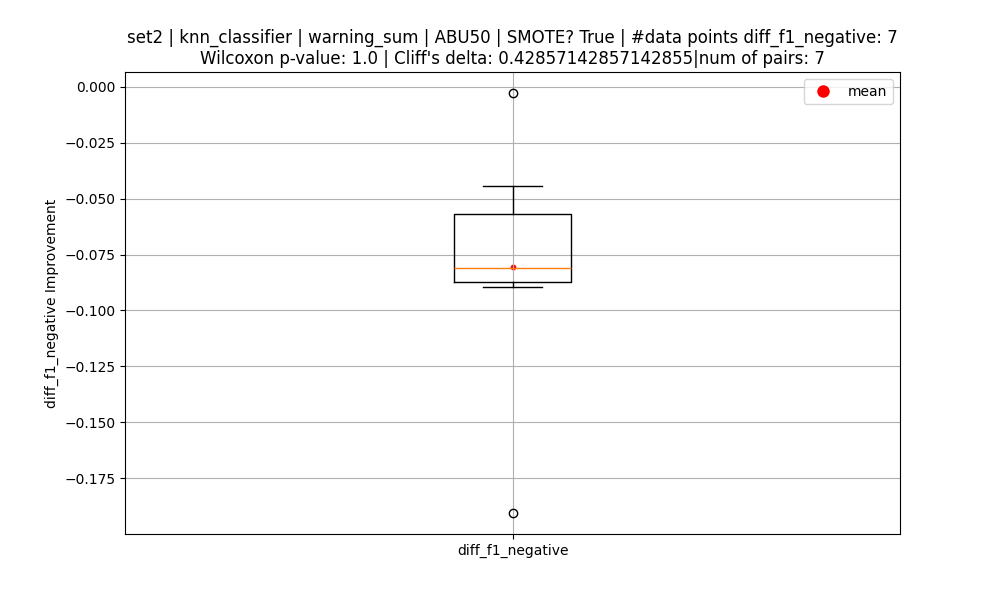 set2 | knn_classifier | warning_sum | ABU50 | SMOTE? True | #data points diff_f1_negative: 7
Wilcoxon p-value: 1.0 | Cliff's delta: 0.42857142857142855|num of pairs: 7
mean
diff_f1_negative Improvement
0.000
−0.025
−0.050
−0.075
−0.100
−0.125
−0.150
−0.175
diff_f1_negative